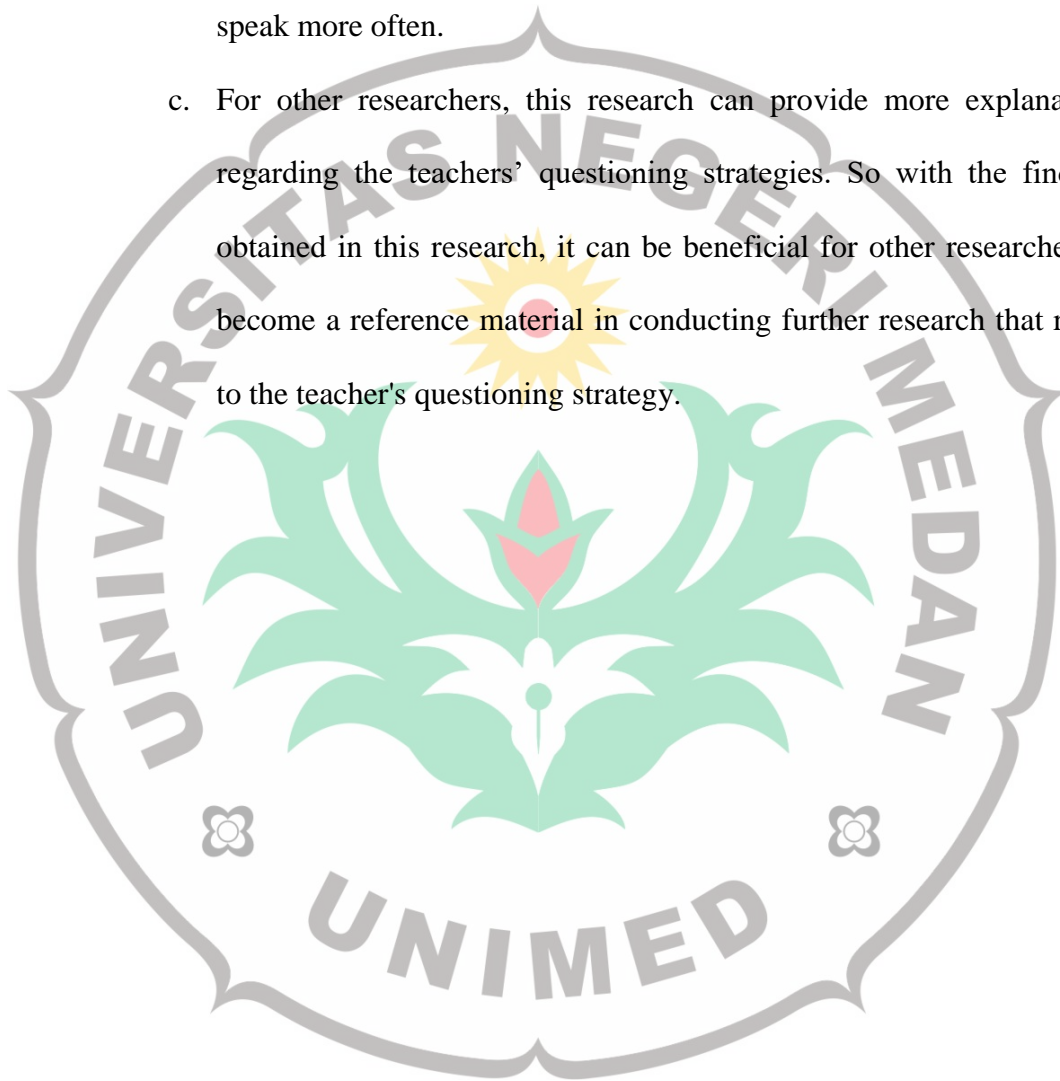 speak more often.
c. For other researchers, this research can provide more explana
regarding the teachers' questioning strategies. So with the fin
obtained in this research, it can be beneficial for other researche
become a reference material in conducting further research that
to the teacher's questioning strategy.
UNIVERSITAS NEGERI MEDAN
UNIMED